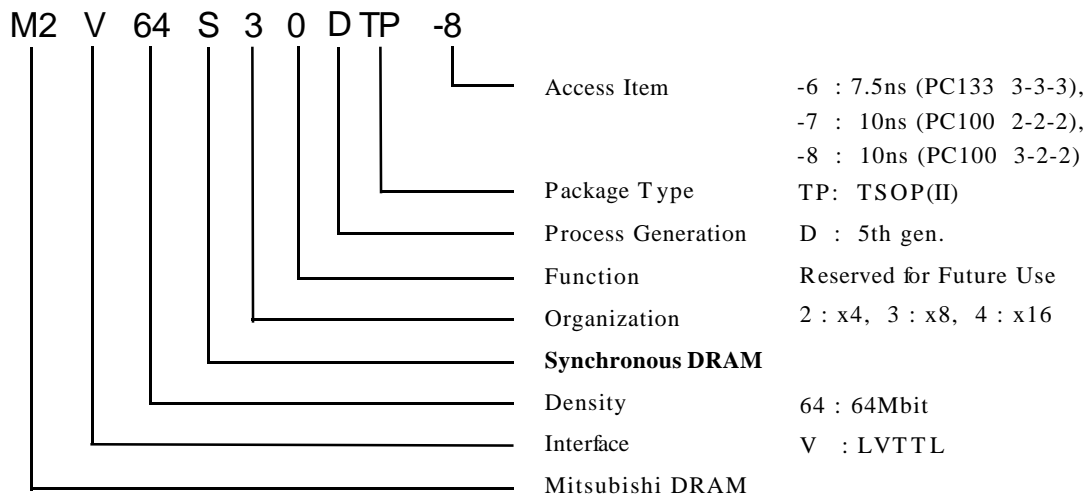 M2 V 64 S 3 0 D TP -8
Access Item -6 : 7.5ns (PC133 3-3-3),
-7 : 10ns (PC100 2-2-2),
-8 : 10ns (PC100 3-2-2)
Package Type TP: TSOP(II)
Process Generation D : 5th gen.
Function Reserved for Future Use
Organization 2 : x4, 3 : x8, 4 : x16
Synchronous DRAM
Density 64 : 64Mbit
Interface V : LVTTL
Mitsubishi DRAM